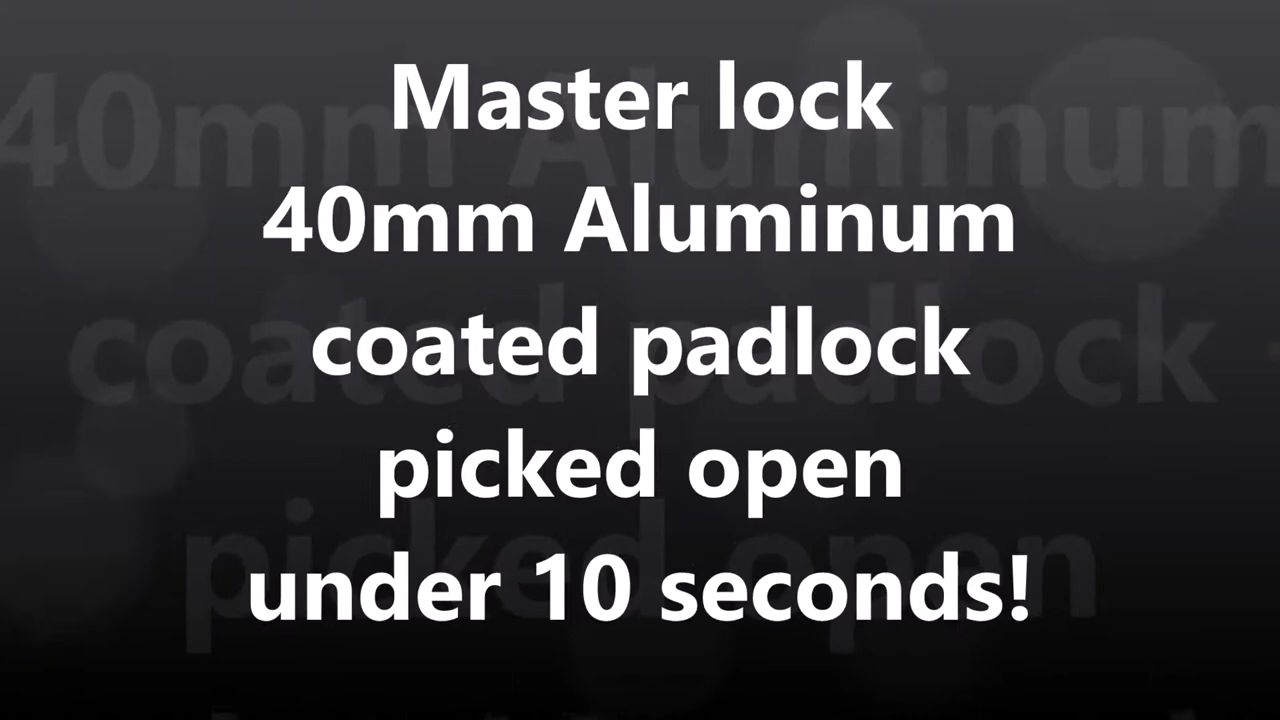 Master lock
40mm Aluminum
coated padlock
picked open
under 10 seconds!